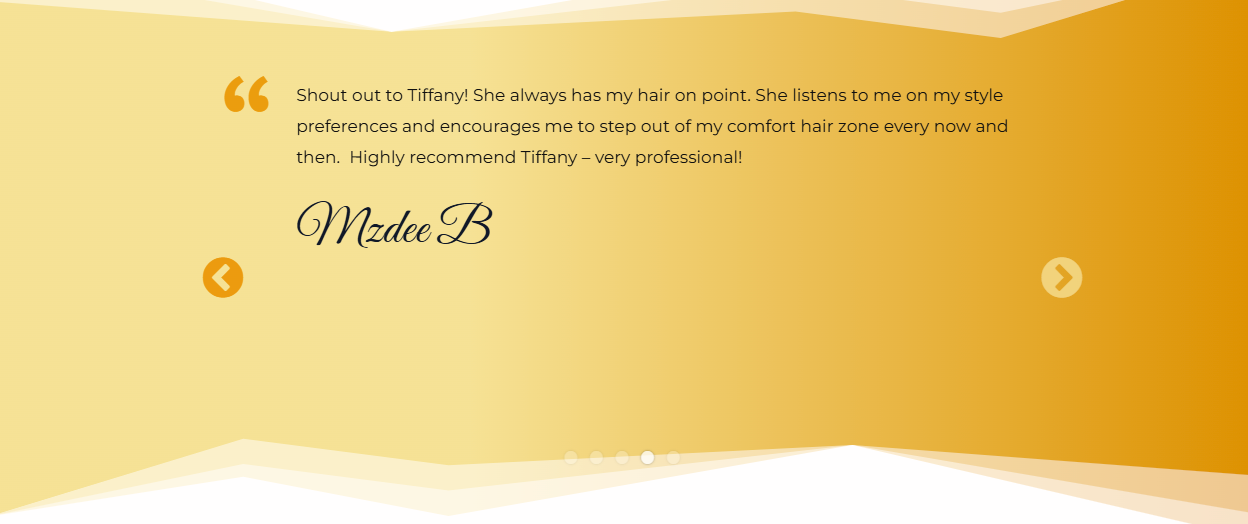 “
Shout out to Tiffany! She always has my hair on point. She listens to me on my style
preferences and encourages me to step out of my comfort hair zone every now and
then.  Highly recommend Tiffany – very professional!
Mzdee B